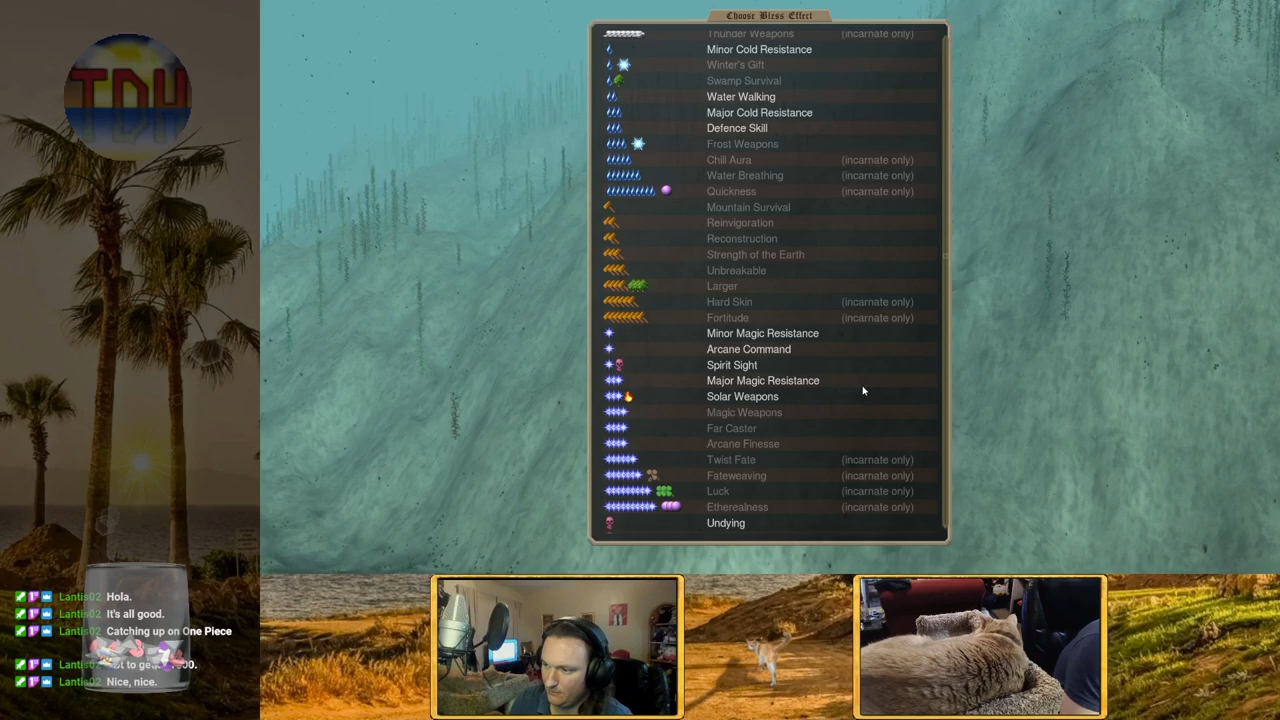 Choose Bless Effect
Thunder Weapons (incarnate only)
Minor Cold Resistance
Winter's Gift
Swamp Survival
Water Walking
Major Cold Resistance
Defence Skill
Frost Weapons
Chill Aura (incarnate only)
Water Breathing (incarnate only)
Quickness (incarnate only)
Mountain Survival
Reinvigoration
Reconstruction
Strength of the Earth
Unbreakable
Larger
Hard Skin (incarnate only)
Fortitude (incarnate only)
Minor Magic Resistance
Arcane Command
Spirit Sight
Major Magic Resistance
Solar Weapons
Magic Weapons
Far Caster
Arcane Finesse
Twist Fate (incarnate only)
Fateweaving (incarnate only)
Luck (incarnate only)
Etherealness (incarnate only)
Undying
TDH
Lantis02 Hola.
Lantis02 It's all good.
Lantis02 Catching up on One Piece
Lantis02 to
Lantis02 Nice, nice.